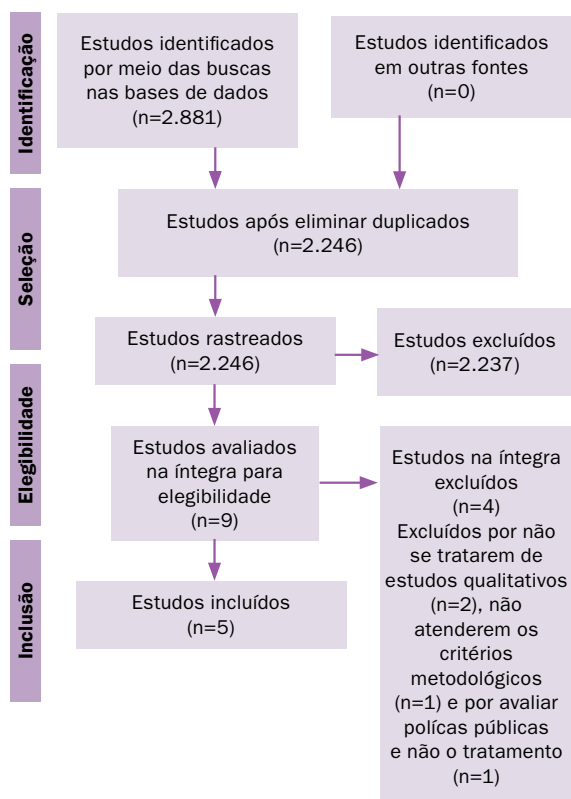 Identificação
Estudos identificados
por meio das buscas
nas bases de dados
(n=2.881)
Estudos identificados
em outras fontes
(n=0)
Seleção
Estudos após eliminar duplicados
(n=2.246)
Estudos rastreados
(n=2.246)
Estudos excluídos
(n=2.237)
Elegibilidade
Estudos avaliados
na íntegra para
elegibilidade
(n=9)
Estudos na íntegra
excluídos
(n=4)
Excluídos por não
se tratarem de
estudos qualitativos
(n=2), não
atenderem os
critérios
metodológicos
(n=1) e por avaliar
polícas públicas
e não o tratamento
(n=1)
Inclusão
Estudos incluídos
(n=5)